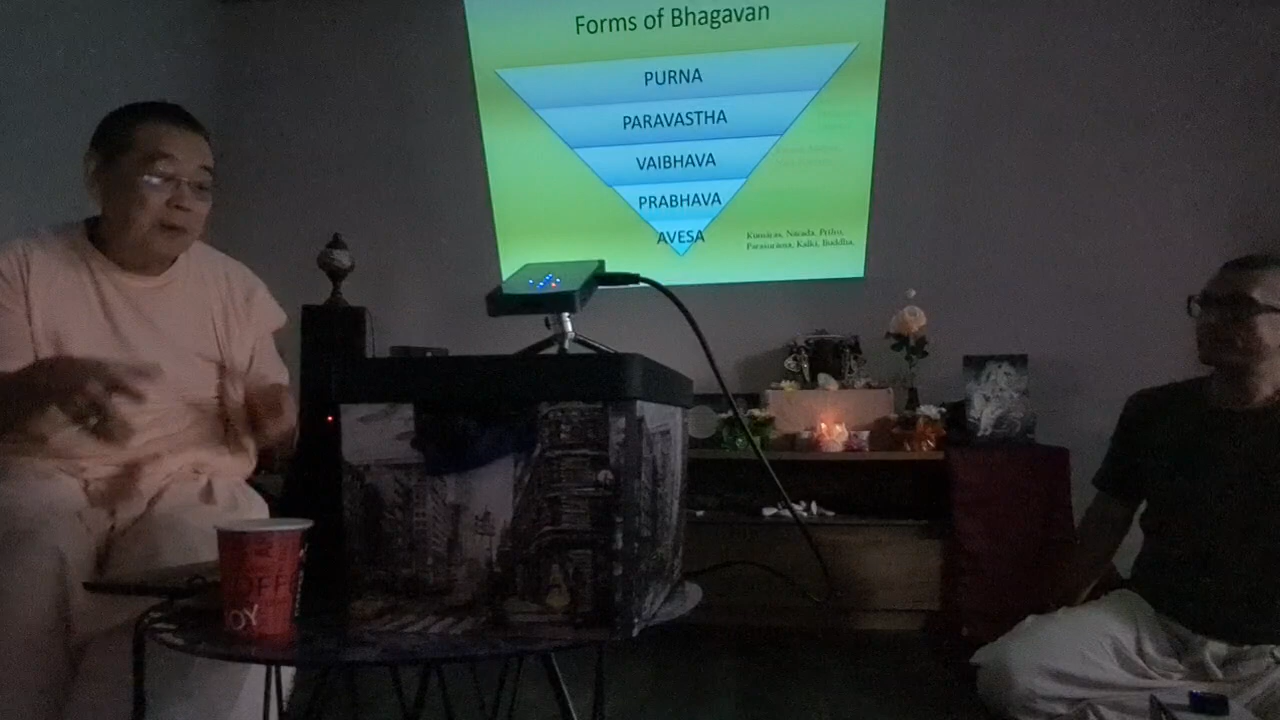 Forms of Bhagavan
PURNA
PARAVASTHA
VAIBHAVA
PRABHAVA
AVESA
Kumaras, Narada, Prthu,
Parasurama, Kalki, Buddha,
OFF
OY